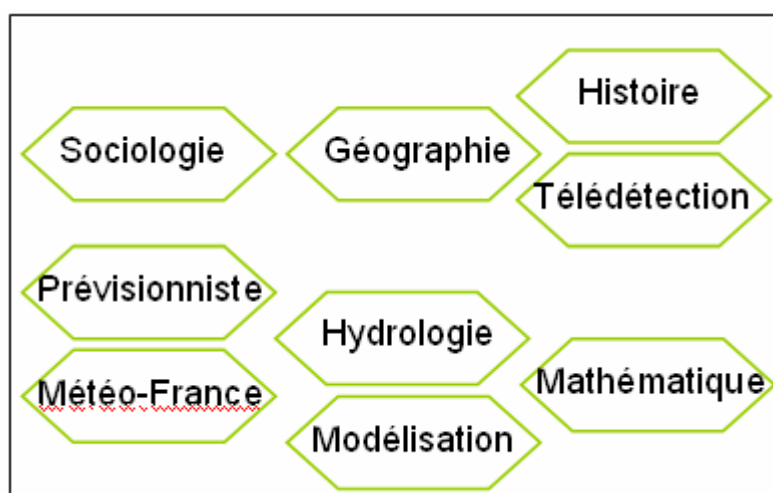 Histoire
Sociologie
Géographie
Télédétection
Prévisionniste
Hydrologie
Météo-France
Mathématique
Modélisation